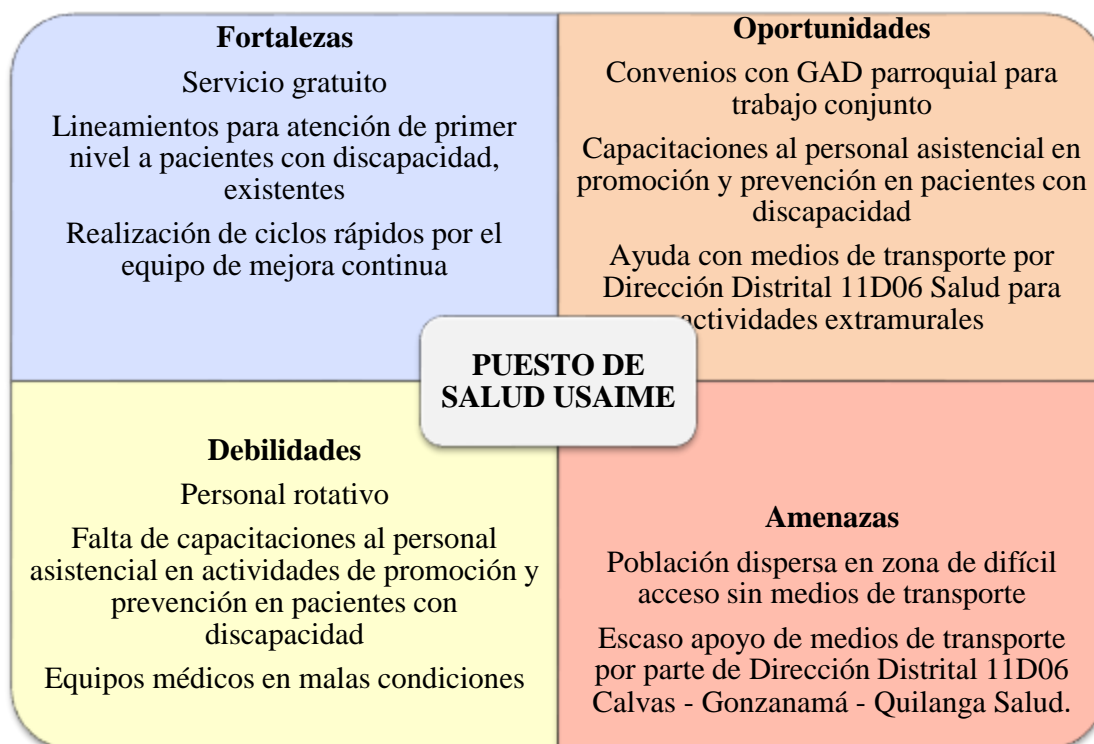 Fortalezas
Servicio gratuito
Lineamientos para atención de primer
nivel a pacientes con discapacidad,
existentes
Realización de ciclos rápidos por el
equipo de mejora continua
Oportunidades
Convenios con GAD parroquial para
trabajo conjunto
Capacitaciones al personal asistencial en
promoción y prevención en pacientes con
discapacidad
Ayuda con medios de transporte por
Dirección Distrital 11D06 Salud para
actividades extramurales
PUESTO DE
SALUD USAIME
Debilidades
Personal rotativo
Falta de capacitaciones al personal
asistencial en actividades de promoción y
prevención en pacientes con
discapacidad
Equipos médicos en malas condiciones
Amenazas
Población dispersa en zona de difícil
acceso sin medios de transporte
Escaso apoyo de medios de transporte
por parte de Dirección Distrital 11D06
Calvas - Gonzanamá - Quilanga Salud.